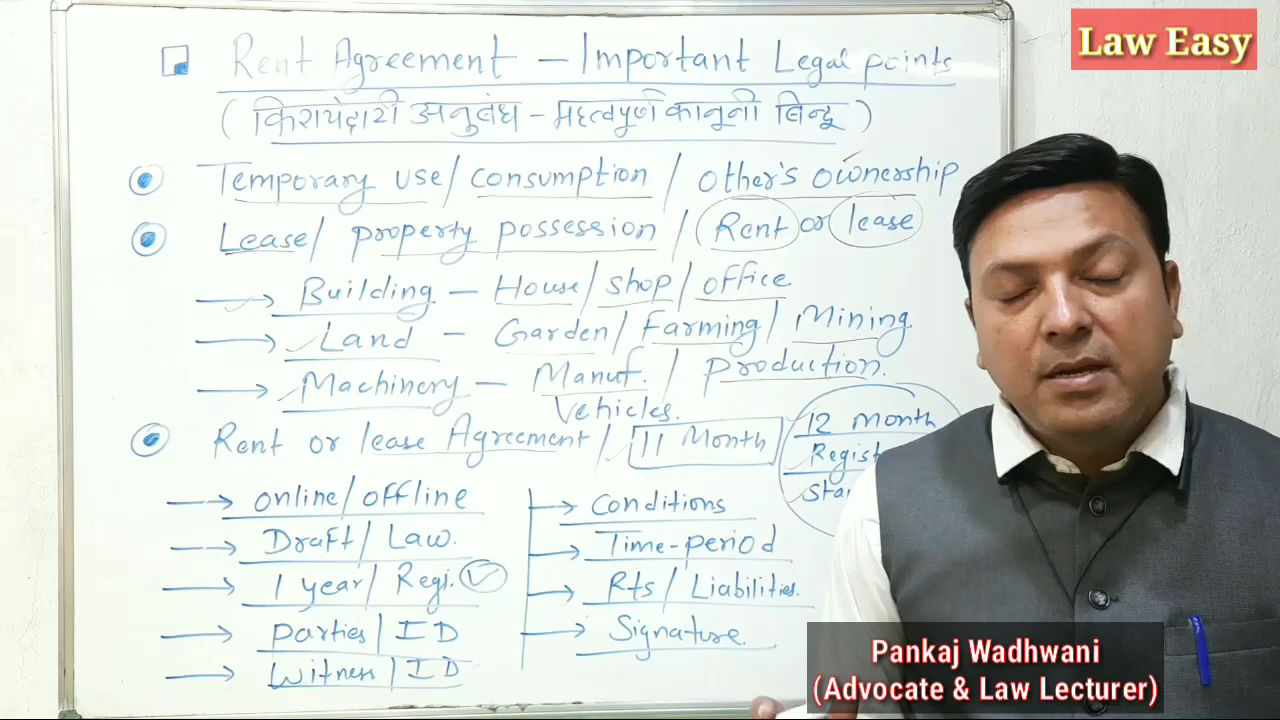 Law Easy
Rent Agreement – Important Legal points
( किरायेदारी अनुबंध – महत्वपूर्ण कानूनी बिन्दू )
Temporary use / consumption / other's ownership
Lease / property possession / Rent or lease
→ Building – House / shop / office
→ Land – Garden / Farming / Mining
→ Machinery – Manuf. / production.
Vehicles.
Rent or lease Agreement / 11 Month
12 Month
→ online / offline
→ Draft / Law.
→ 1 year / Regi.
→ parties / ID
→ Witness / ID
→ Conditions
→ Time-period
→ Rts / Liabilities.
→ Signature.
Pankaj Wadhwani
(Advocate & Law Lecturer)